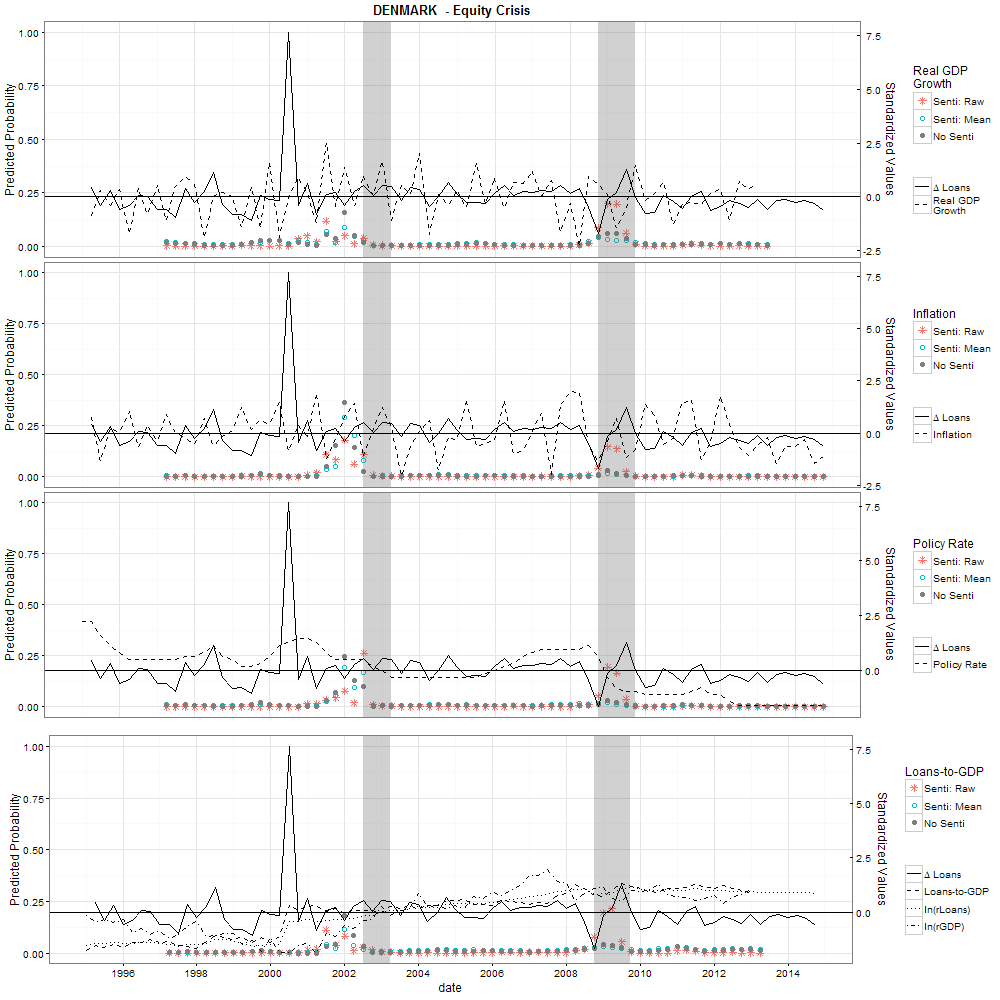 DENMARK - Equity Crisis
1.00
0.75
0.50
0.25
0.00
Predicted Probability
7.5
5.0
2.5
0.0
-2.5
Standardized Values
Real GDP
Growth
Senti: Raw
Senti: Mean
No Senti
Δ Loans
Real GDP
Growth
1.00
0.75
0.50
0.25
0.00
Predicted Probability
7.5
5.0
2.5
0.0
-2.5
Standardized Values
Inflation
Senti: Raw
Senti: Mean
No Senti
Δ Loans
Inflation
1.00
0.75
0.50
0.25
0.00
Predicted Probability
7.5
5.0
2.5
0.0
Standardized Values
Policy Rate
Senti: Raw
Senti: Mean
No Senti
Δ Loans
Policy Rate
1.00
0.75
0.50
0.25
0.00
Predicted Probability
7.5
5.0
2.5
0.0
Standardized Values
Loans-to-GDP
Senti: Raw
Senti: Mean
No Senti
Δ Loans
Loans-to-GDP
ln(rLoans)
ln(rGDP)
1996 1998 2000 2002 2004 2006 2008 2010 2012 2014
date